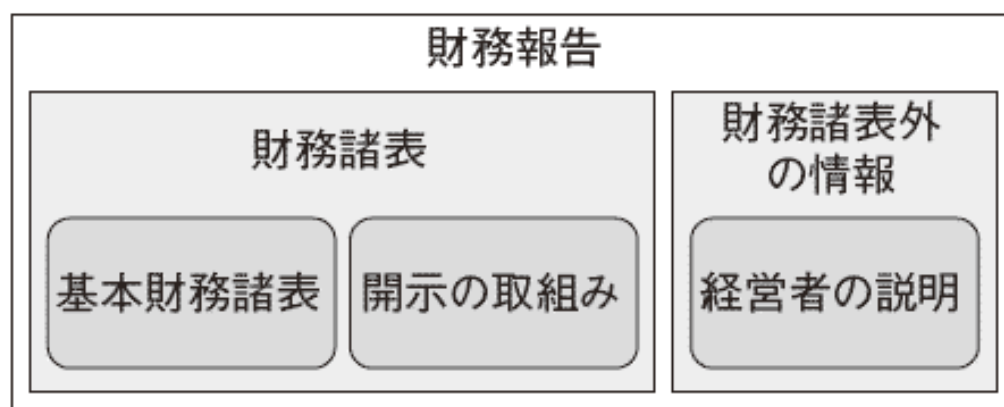 財務報告
財務諸表
基本財務諸表
開示の取組み
財務諸表外
の情報
経営者の説明